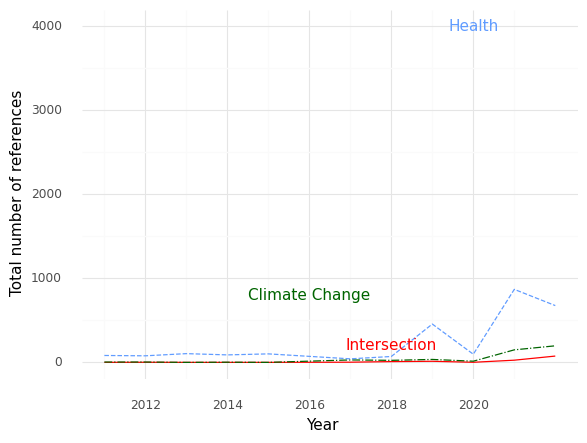 4000
Health
3000
2000
1000
Climate Change
Intersection
0
Total number of references
2012
2014
2016
2018
2020
Year